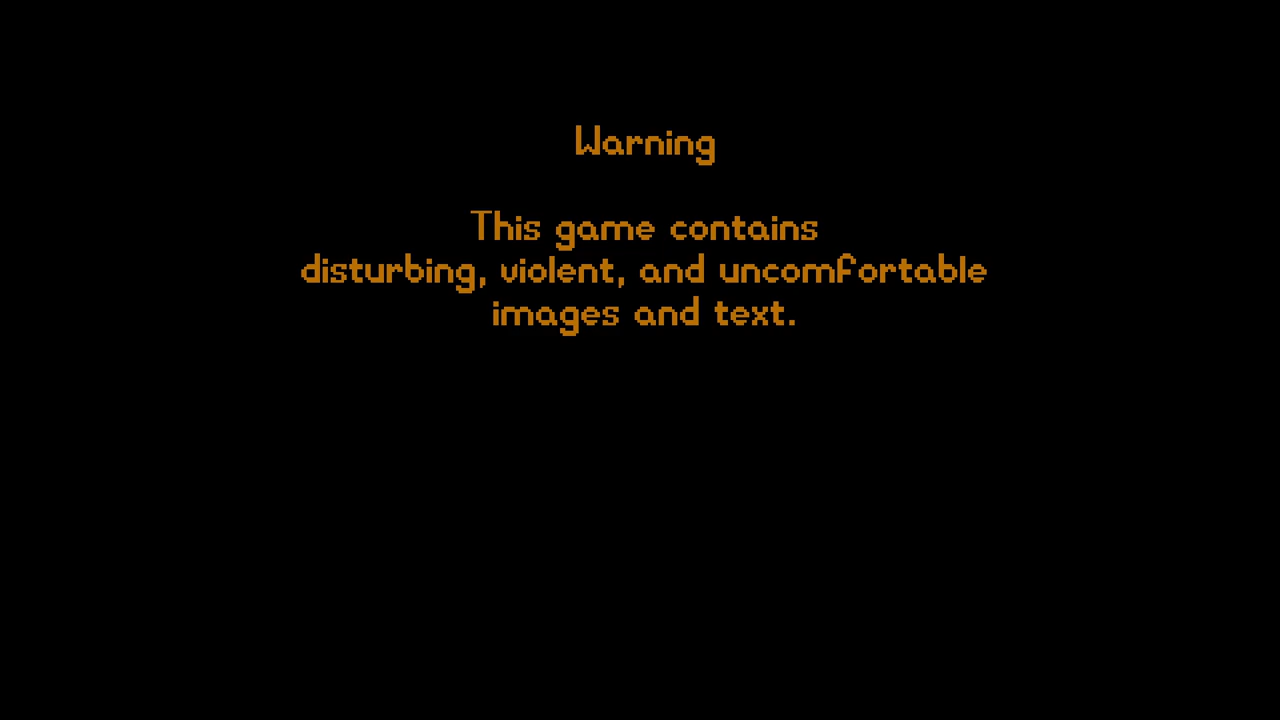 Warning
This game contains
disturbing, violent, and uncomfortable
images and text.